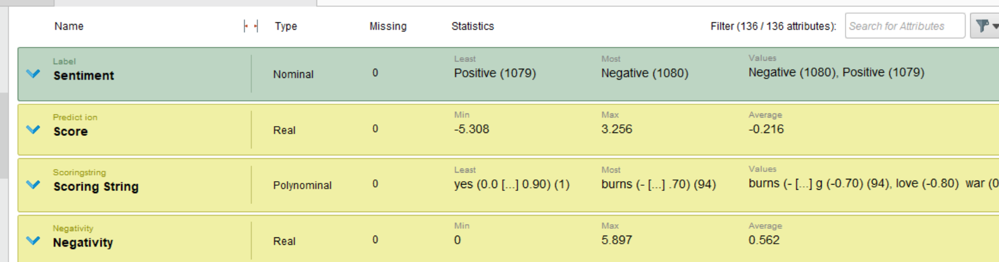 Name Type Missing Statistics Filter (136 / 136 attributes): Search for Attributes
Label
Sentiment Nominal 0
Least
Positive (1079)
Most
Negative (1080)
Values
Negative (1080), Positive (1079)
Predict ion
Score Real 0
Min
-5.308
Max
3.256
Average
-0.216
Scoringstring
Scoring String Polynominal 0
Least
yes (0.0 [...] 0.90) (1)
Most
burns (- [...] .70) (94)
Values
burns (- [...] g (-0.70) (94), love (-0.80) war (0
Negativity
Negativity Real 0
Min
0
Max
5.897
Average
0.562